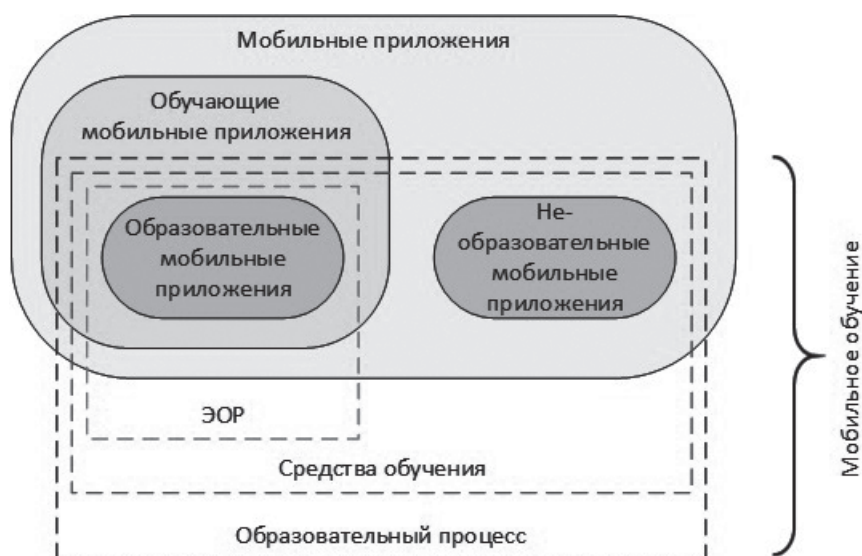 Мобильные приложения
Обучающие
мобильные приложения
Образовательные
мобильные
приложения
Не-
образовательные
мобильные
приложения
ЭОР
Средства обучения
Образовательный процесс
Мобильное обучение